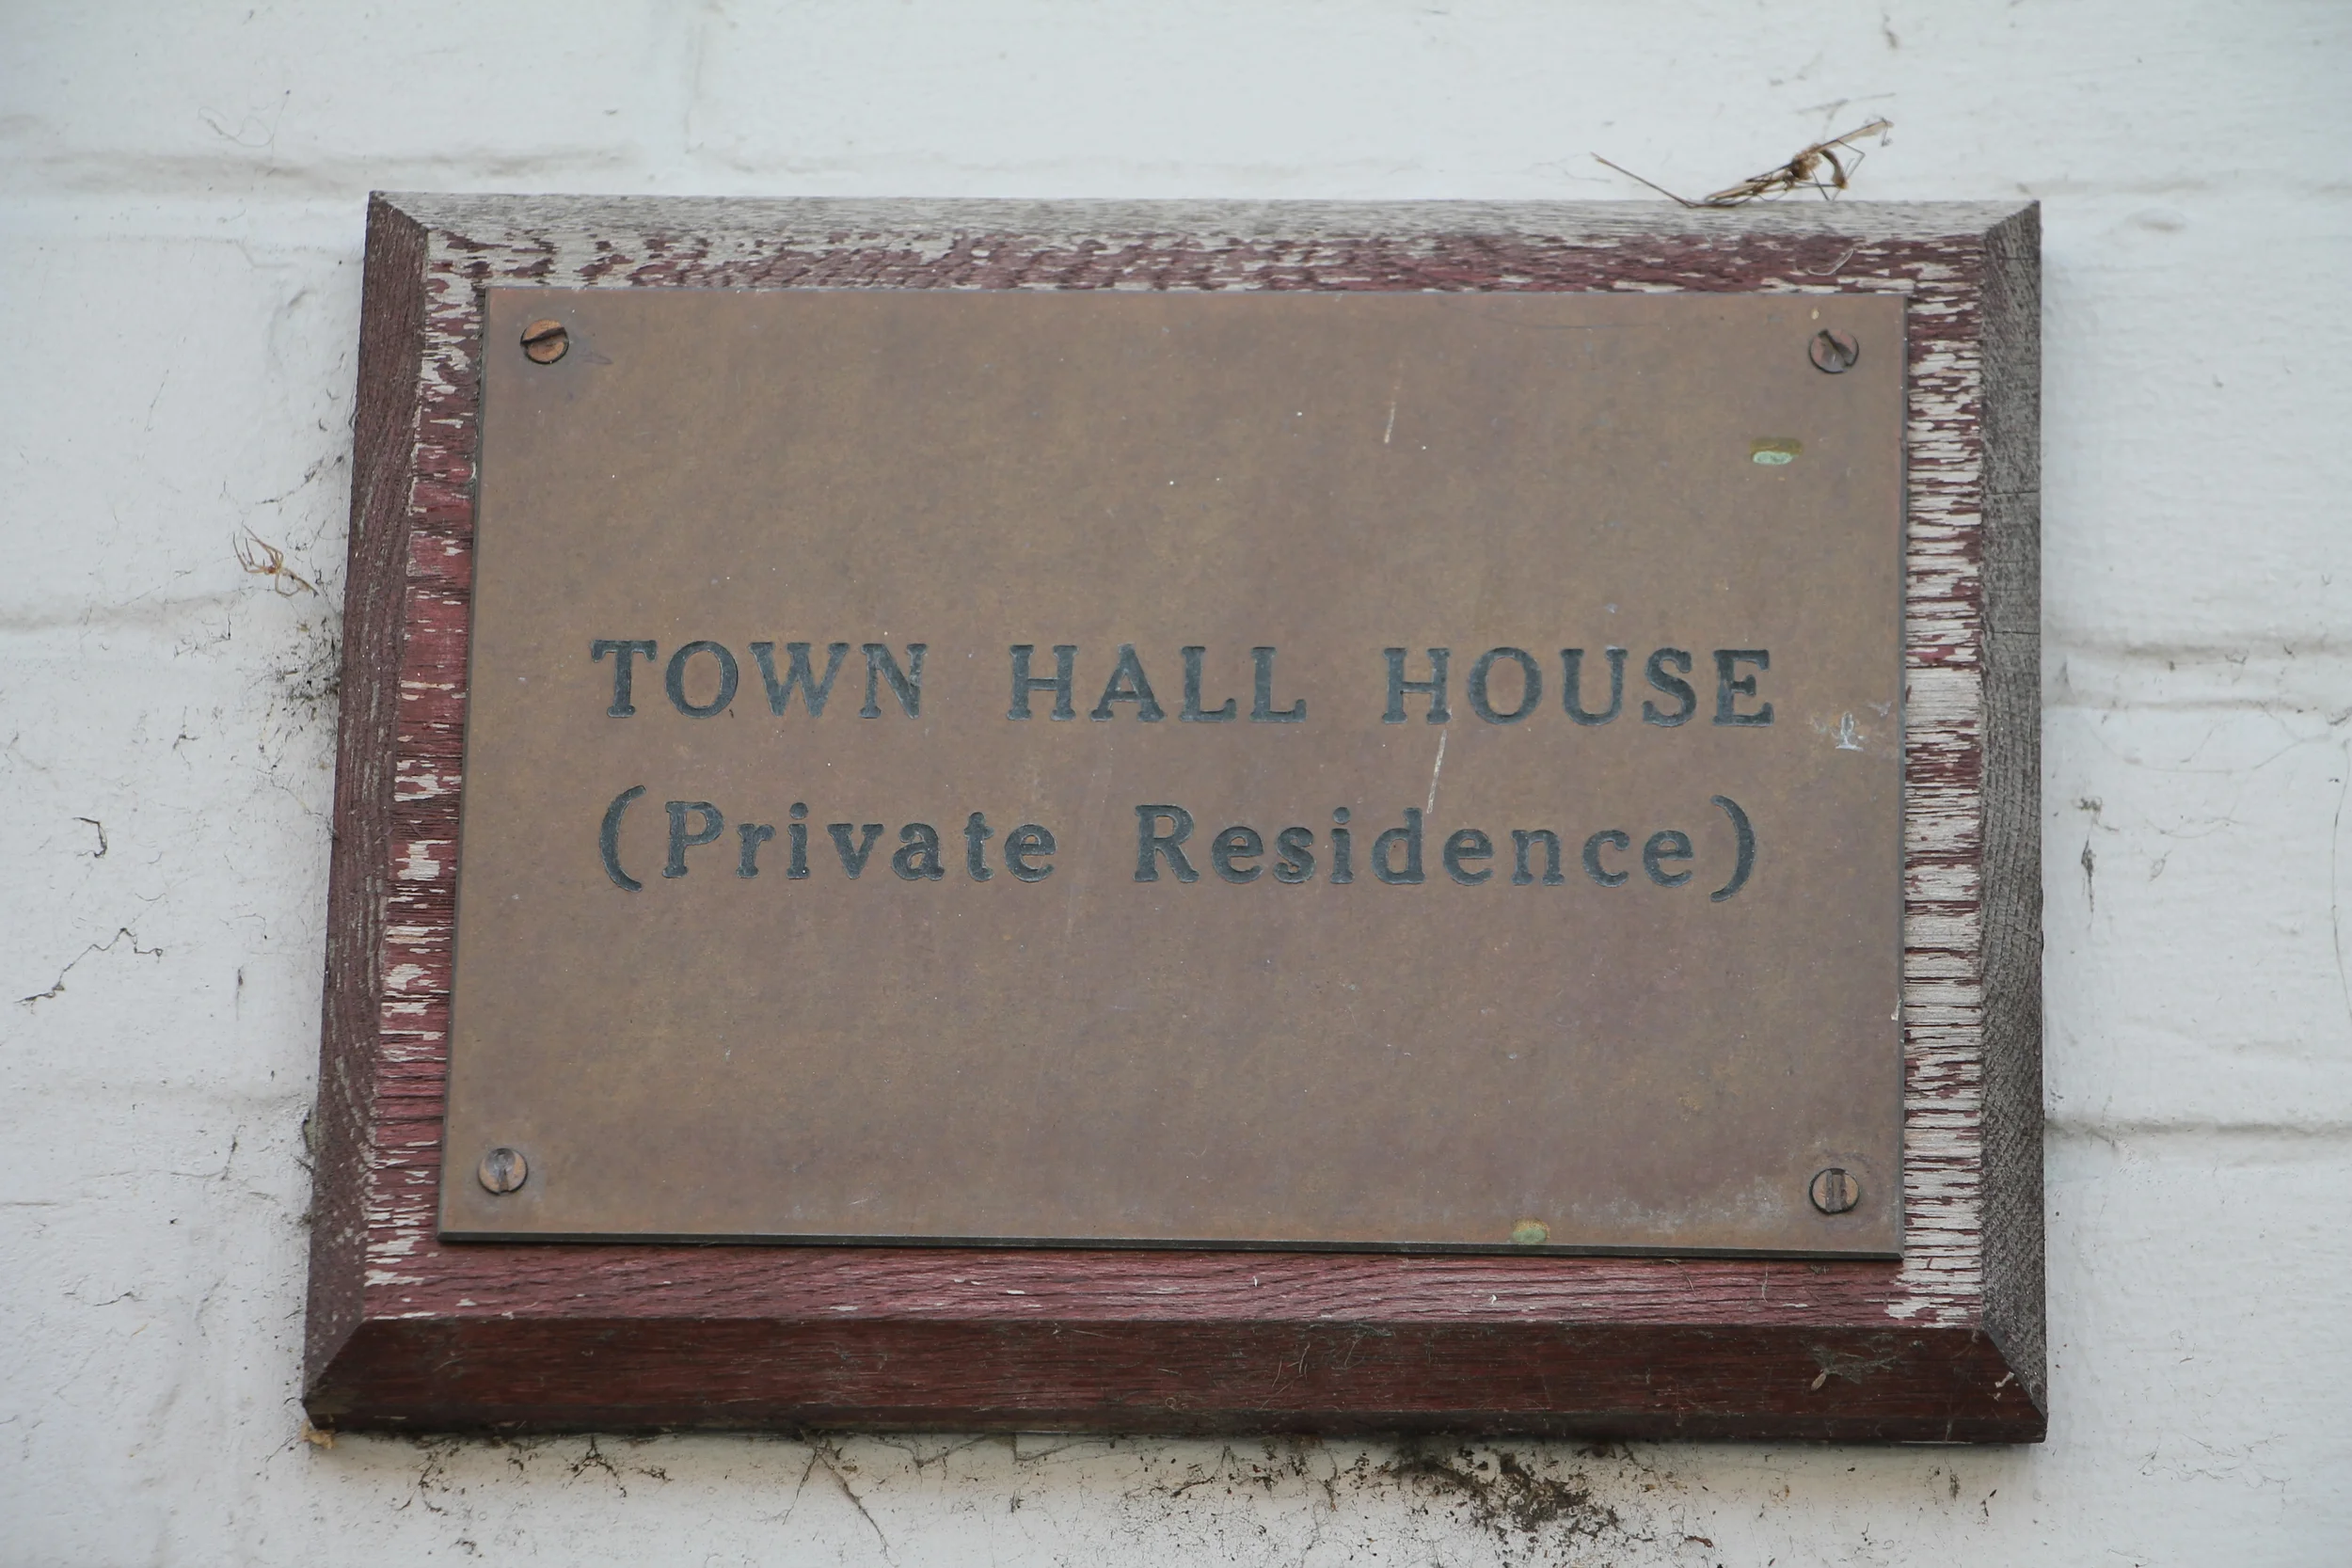 TOWN HALL HOUSE
(Private Residence)